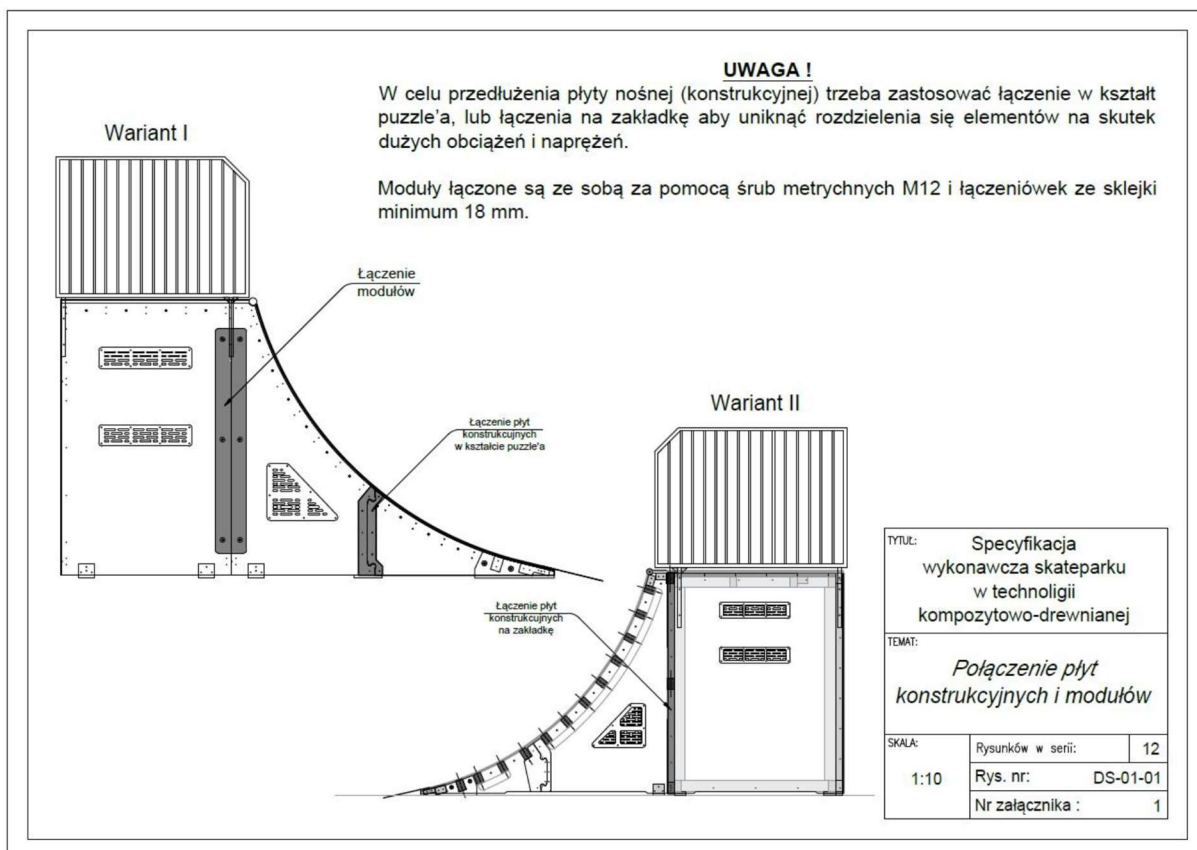 UWAGA !
W celu przedłużenia płyty nośnej (konstrukcyjnej) trzeba zastosować łączenie w kształt
puzzle'a, lub łączenia na zakładkę aby uniknąć rozdzielenia się elementów na skutek
dużych obciążeń i naprężeń.
Moduły łączone są ze sobą za pomocą śrub metrychnych M12 i łączeniówek ze sklejki
minimum 18 mm.
Wariant I
Łączenie
modułów
Łączenie płyt
konstrukcujnych
w kształcie puzzle'a
Wariant II
Łączenie płyt
konstrukcujnych
na zakładkę
TYTUŁ:
Specyfikacja
wykonawcza skateparku
w technoligii
kompozytowo-drewnianej
TEMAT:
Połączenie płyt
konstrukcyjnych i modułów
SKALA:
1:10
Rysunków w serii: 12
Rys. nr: DS-01-01
Nr załącznika : 1